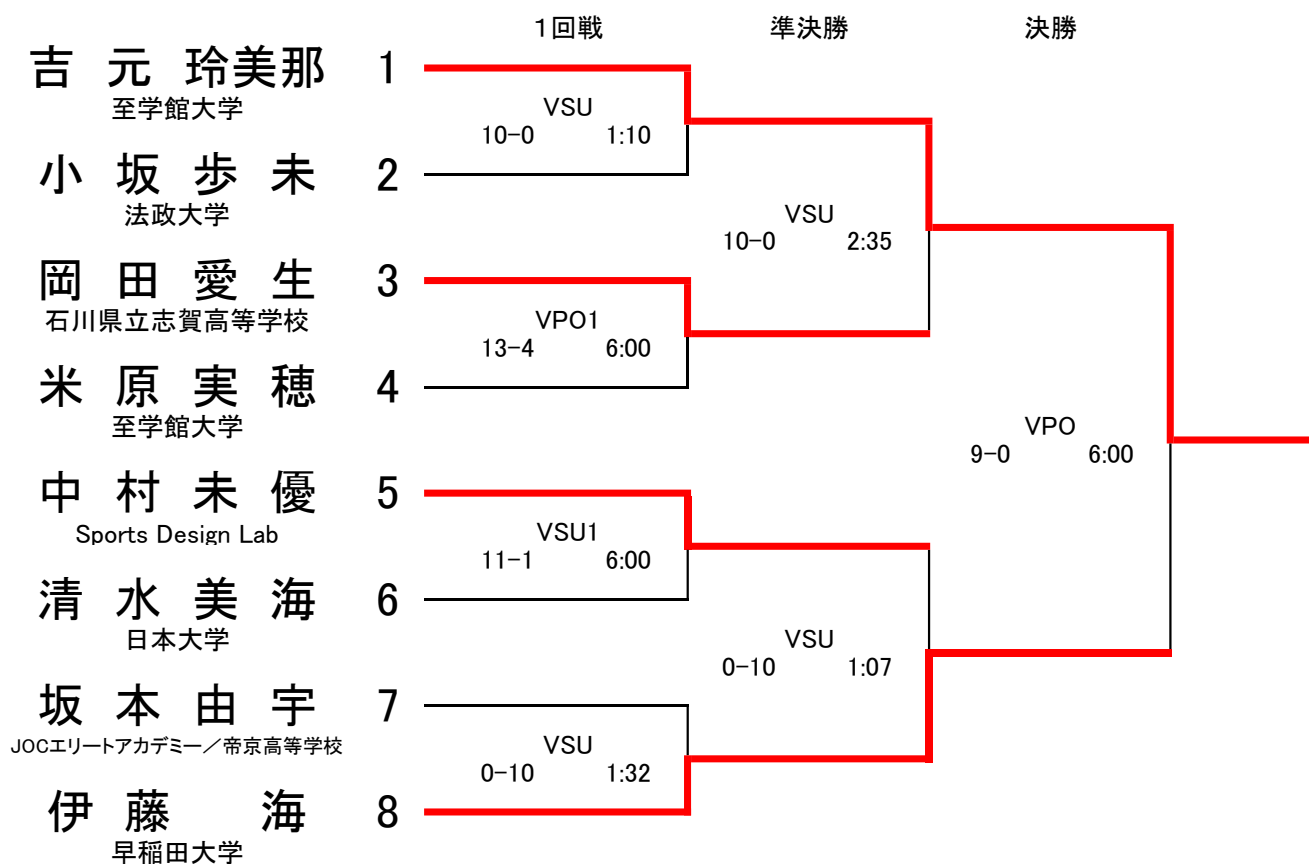 1回戦 準決勝 決勝
吉 元 玲美那 1
至学館大学
VSU
10-0 1:10
小 坂 歩 未 2
法政大学
VSU
10-0 2:35
岡 田 愛 生 3
石川県立志賀高等学校
VPO1
13-4 6:00
米 原 実 穂 4
至学館大学
VPO
9-0 6:00
中 村 未 優 5
Sports Design Lab
VSU1
11-1 6:00
清 水 美 海 6
日本大学
VSU
0-10 1:07
坂 本 由 宇 7
JOCエリートアカデミー／帝京高等学校
VSU
0-10 1:32
伊 藤 海 8
早稲田大学